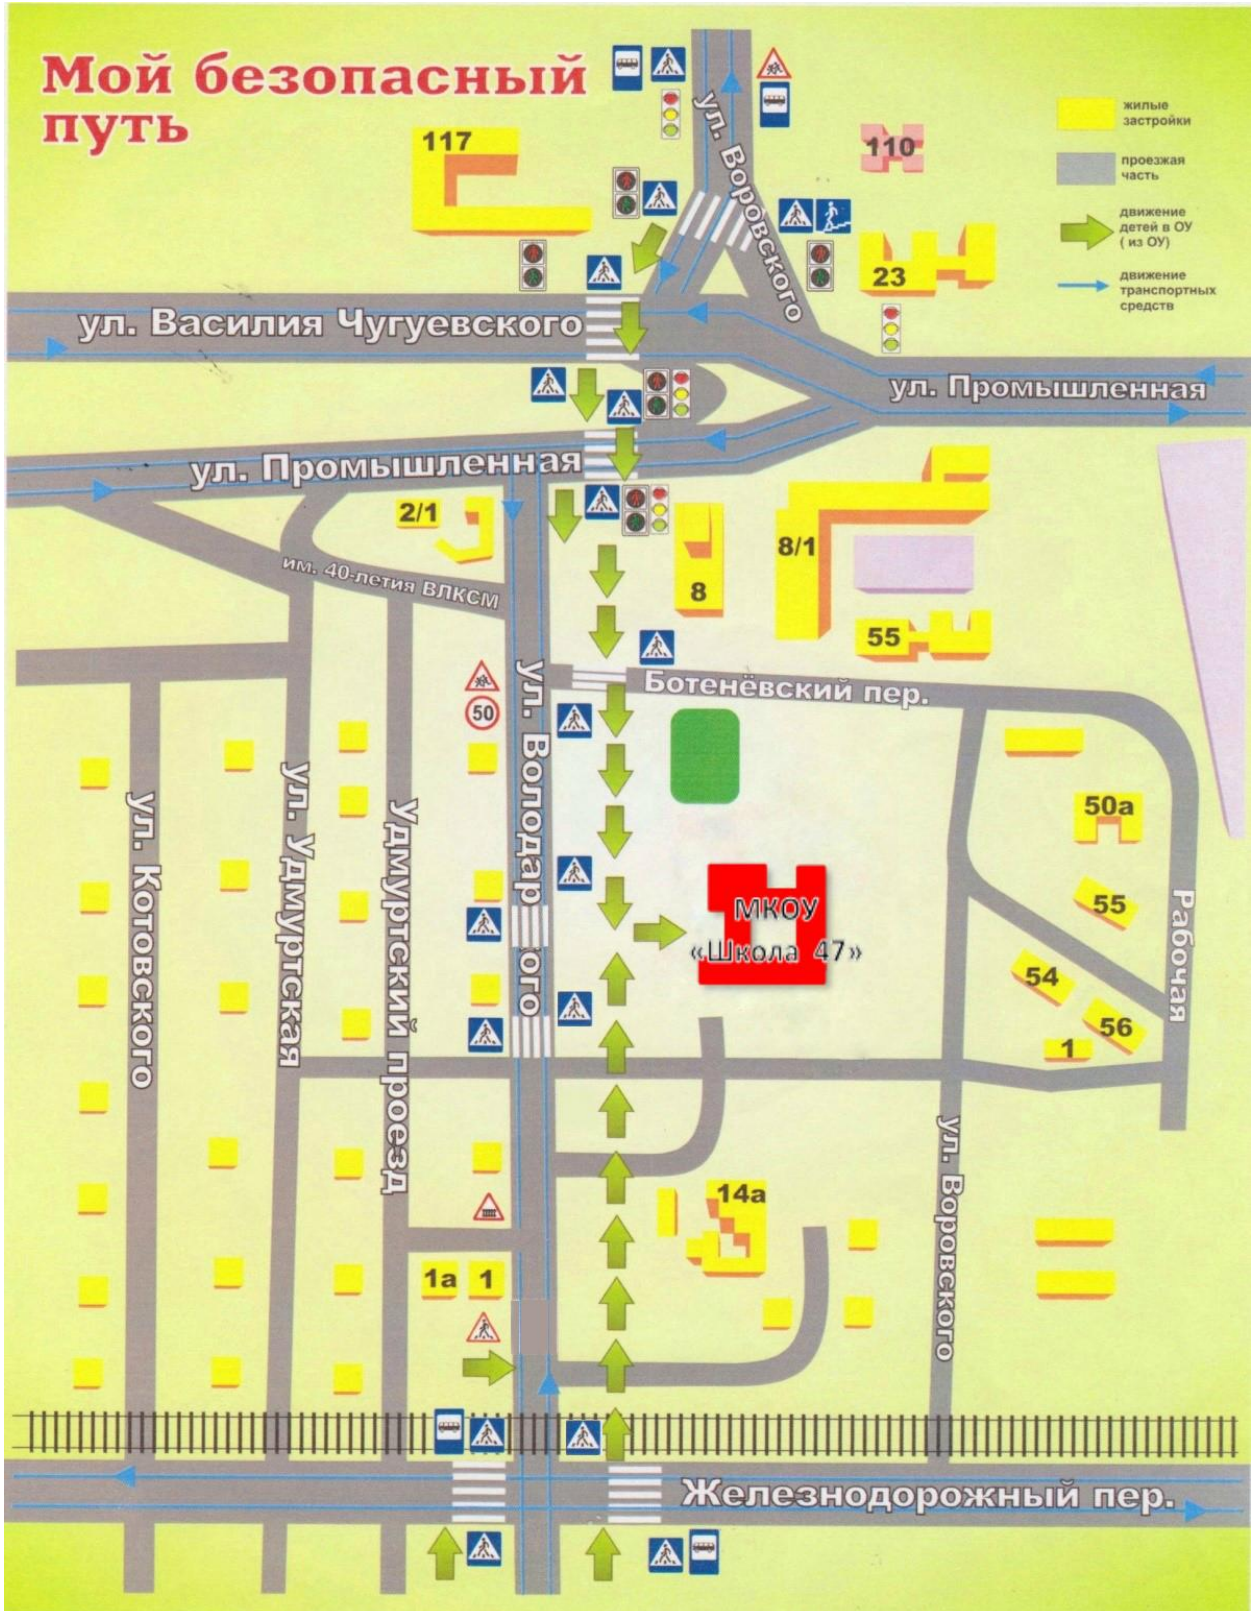 Мой безопасный
путь
117
ул. Воровского
110
23
жилые
застройки
проезжая
часть
движение
детей в ОУ
( из ОУ)
движение
транспортных
средств
ул. Василия Чугуевского
ул. Промышленная
ул. Промышленная
2/1
им. 40-летия ВЛКСМ
8
8/1
55
Ботенёвский пер.
50
ул. Володар
ого
ул. Котовского
ул. Удмуртская
Удмуртский проезд
МКОУ
«Школа 47»
50а
55
54
56
1
Рабочая
ул. Воровского
14а
1а
1
Железнодорожный пер.